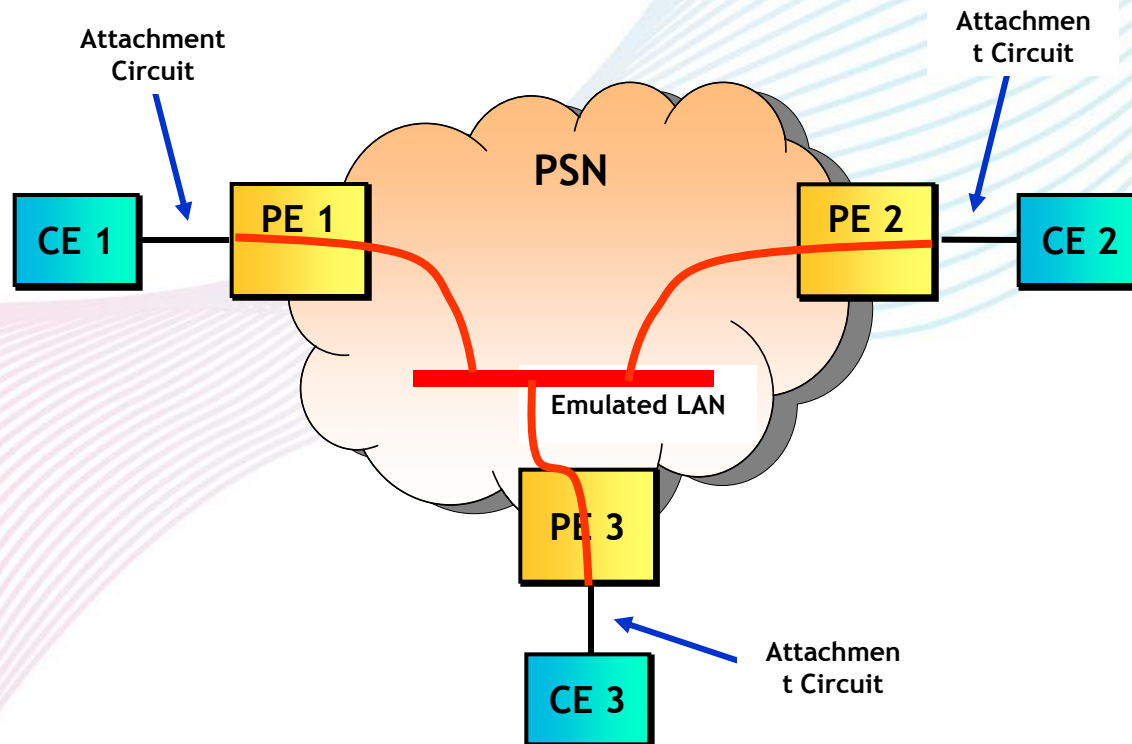 Attachment
Circuit
Attachmen
t Circuit
PSN
PE 1
PE 2
CE 1
CE 2
Emulated LAN
PE 3
Attachmen
t Circuit
CE 3